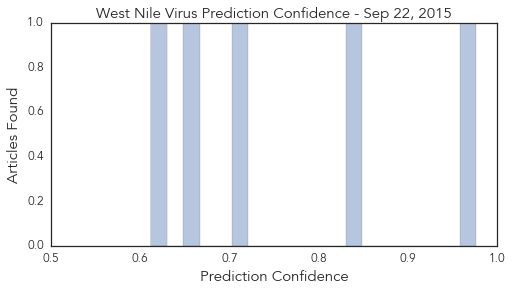 West Nile Virus Prediction Confidence - Sep 22, 2015
1.0
0.8
0.6
0.4
0.2
0.0
Articles Found
0.5 0.6 0.7 0.8 0.9 1.0
Prediction Confidence